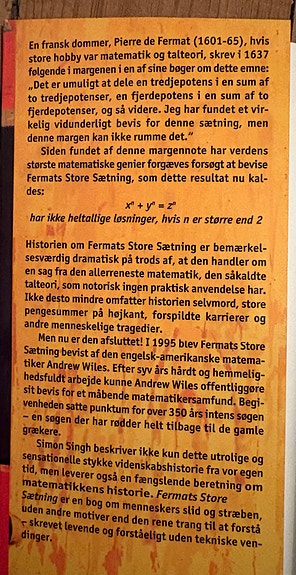 En fransk dommer, Pierre de Fermat (1601-65), hvis
store hobby var matematik og talteori, skrev i 1637
følgende i margenen i en af sine bøger om dette emne:
„Det er umuligt at dele en tredjepotens i en sum af
to tredjepotenser, en fjerdepotens i en sum af to
fjerdepotenser, og så videre. Jeg har fundet et vir-
kelig vidunderligt bevis for denne sætning, men
denne margen kan ikke rumme det.“
Siden fundet af denne margennote har verdens
største matematiske genier forgæves forsøgt at bevise
Fermats Store Sætning, som dette resultat nu kal-
des:
xⁿ + yⁿ = zⁿ
har ikke heltallige løsninger, hvis n er større end 2
Historien om Fermats Store Sætning er bemærkel-
sesværdig dramatisk på trods af, at den handler om
en sag fra den allerreneste matematik, den såkaldte
talteori, som notorisk ingen praktisk anvendelse har.
Ikke desto mindre omfatter historien selvmord, store
pengesummer på højkant, forspildte karrierer og
andre menneskelige tragedier.
Men nu er den afsluttet! I 1995 blev Fermats Store
Sætning bevist af den engelsk-amerikanske matema-
tiker Andrew Wiles. Efter syv års hårdt og hemmelig-
hedsfuldt arbejde kunne Andrew Wiles offentliggøre
sit bevis for et måbende matematikersamfund. Begi-
venheden satte punktum for over 350 års intens søgen
– en søgen der har rødder helt tilbage til de gamle
grækere.
Simon Singh beskriver ikke kun dette utrolige og
sensationelle stykke videnskabshistorie fra vor egen
tid, men leverer også en fængslende beretning om
matematikkens historie. Fermats Store
Sætning er en bog om menneskers slid og stræben,
uden andre motiver end den rene trang til at forstå
– skrevet levende og forståeligt uden tekniske ven-
dinger.